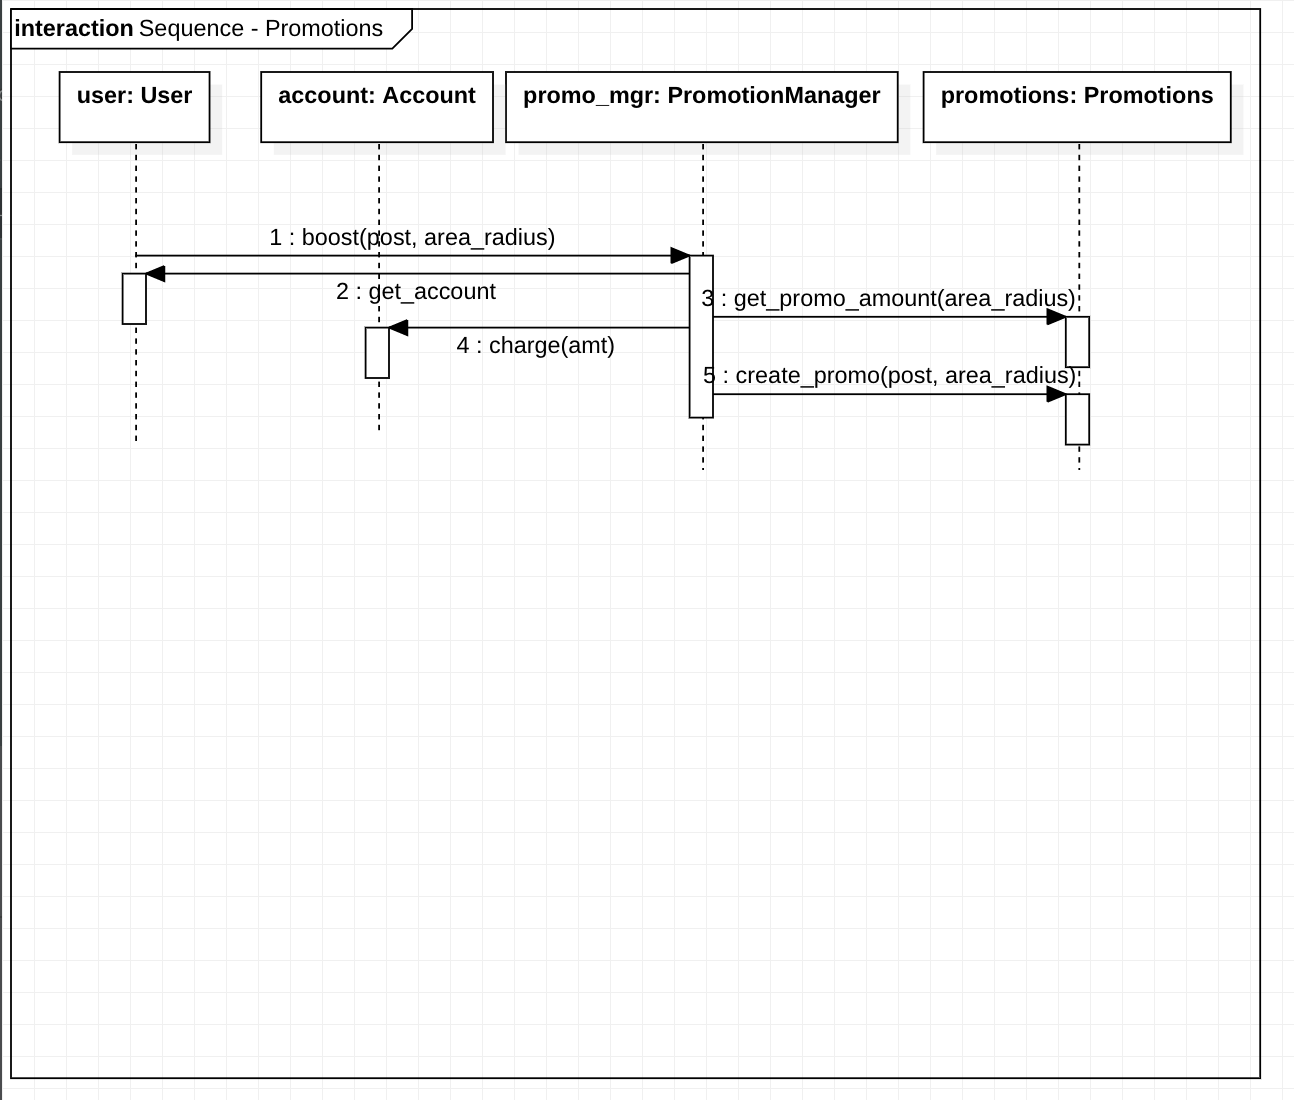 interaction Sequence - Promotions
user: User
account: Account
promo_mgr: PromotionManager
promotions: Promotions
1 : boost(post, area_radius)
2 : get_account
3 : get_promo_amount(area_radius)
4 : charge(amt)
5 : create_promo(post, area_radius)